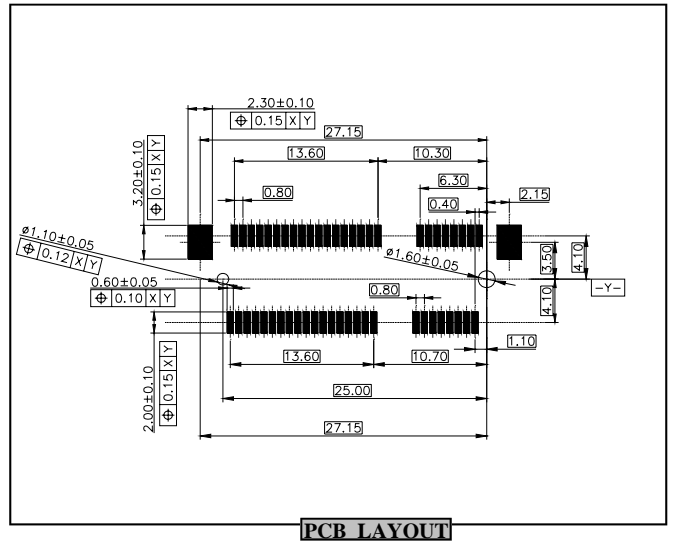 2.30±0.10
⌖ 0.15 X Y
27.15
13.60
10.30
3.20±0.10
⌖ 0.15 X Y
0.80
6.30
2.15
0.40
ø1.10±0.05
⌖ 0.12 X Y
ø1.60±0.05
3.50
4.10
0.60±0.05
⌖ 0.10 X Y
0.80
-Y-
4.10
1.10
13.60
10.70
2.00±0.10
⌖ 0.15 X Y
25.00
27.15
PCB LAYOUT